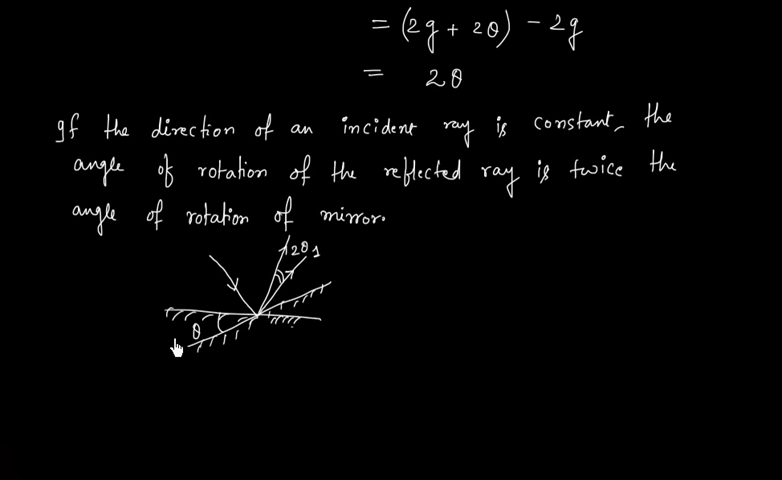 = (2g + 2θ) - 2g
= 2θ
If the direction of an incident ray is constant, the
angle of rotation of the reflected ray is twice the
angle of rotation of mirror.
2θ
θ